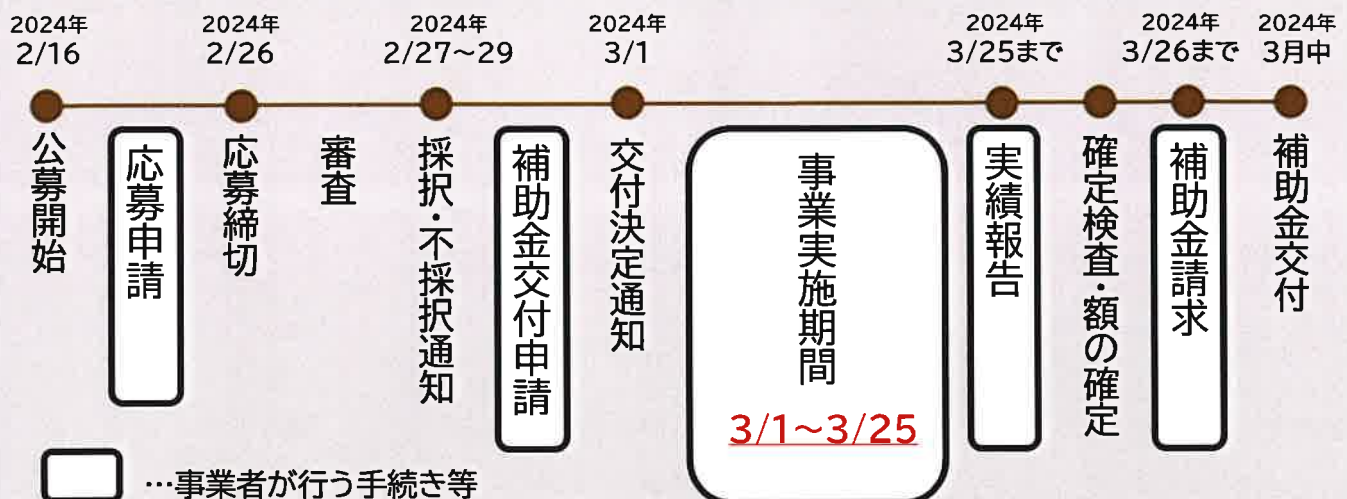 2024年
2/16
2024年
2/26
2024年
2/27～29
2024年
3/1
2024年
3/25まで
2024年
3/26まで
2024年
3月中
公募開始
応募申請
応募締切
審査
採択・不採択通知
補助金交付申請
交付決定通知
事業実施期間
3/1～3/25
実績報告
確定検査・額の確定
補助金請求
補助金交付
…事業者が行う手続き等